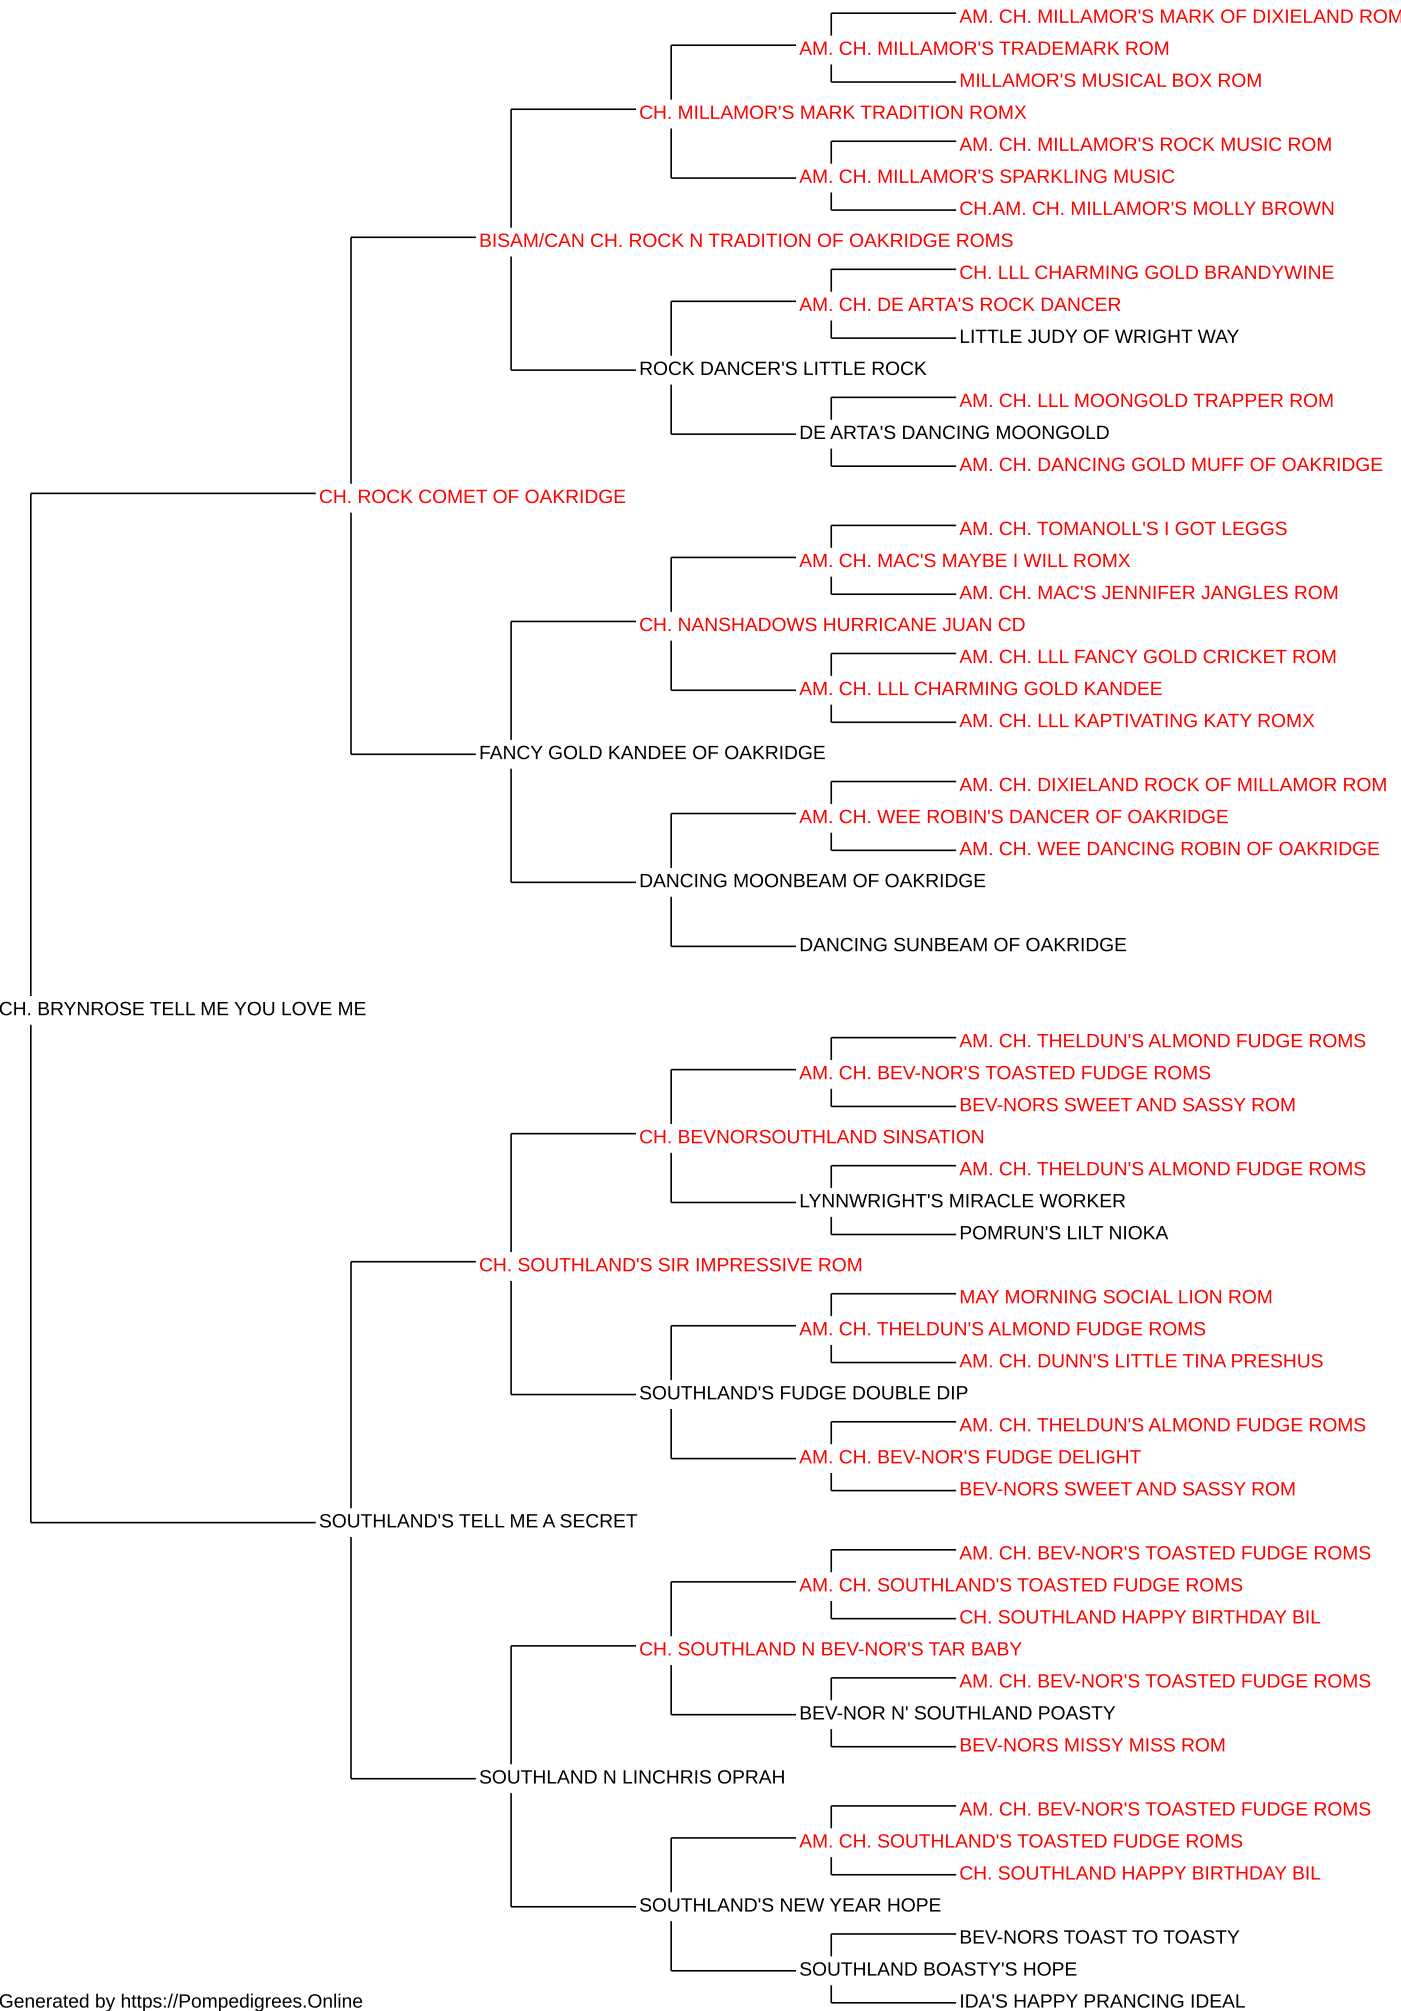 AM. CH. MILLAMOR'S MARK OF DIXIELAND ROM
AM. CH. MILLAMOR'S TRADEMARK ROM
MILLAMOR'S MUSICAL BOX ROM
CH. MILLAMOR'S MARK TRADITION ROMX
AM. CH. MILLAMOR'S ROCK MUSIC ROM
AM. CH. MILLAMOR'S SPARKLING MUSIC
CH.AM. CH. MILLAMOR'S MOLLY BROWN
BISAM/CAN CH. ROCK N TRADITION OF OAKRIDGE ROMS
CH. LLL CHARMING GOLD BRANDYWINE
AM. CH. DE ARTA'S ROCK DANCER
LITTLE JUDY OF WRIGHT WAY
ROCK DANCER'S LITTLE ROCK
AM. CH. LLL MOONGOLD TRAPPER ROM
DE ARTA'S DANCING MOONGOLD
AM. CH. DANCING GOLD MUFF OF OAKRIDGE
CH. ROCK COMET OF OAKRIDGE
AM. CH. TOMANOLL'S I GOT LEGGS
AM. CH. MAC'S MAYBE I WILL ROMX
AM. CH. MAC'S JENNIFER JANGLES ROM
CH. NANSHADOWS HURRICANE JUAN CD
AM. CH. LLL FANCY GOLD CRICKET ROM
AM. CH. LLL CHARMING GOLD KANDEE
AM. CH. LLL KAPTIVATING KATY ROMX
FANCY GOLD KANDEE OF OAKRIDGE
AM. CH. DIXIELAND ROCK OF MILLAMOR ROM
AM. CH. WEE ROBIN'S DANCER OF OAKRIDGE
AM. CH. WEE DANCING ROBIN OF OAKRIDGE
DANCING MOONBEAM OF OAKRIDGE
DANCING SUNBEAM OF OAKRIDGE
CH. BRYNROSE TELL ME YOU LOVE ME
AM. CH. THELDUN'S ALMOND FUDGE ROMS
AM. CH. BEV-NOR'S TOASTED FUDGE ROMS
BEV-NORS SWEET AND SASSY ROM
CH. BEVNORSOUTHLAND SINSATION
AM. CH. THELDUN'S ALMOND FUDGE ROMS
LYNNWRIGHT'S MIRACLE WORKER
POMRUN'S LILT NIOKA
CH. SOUTHLAND'S SIR IMPRESSIVE ROM
MAY MORNING SOCIAL LION ROM
AM. CH. THELDUN'S ALMOND FUDGE ROMS
AM. CH. DUNN'S LITTLE TINA PRESHUS
SOUTHLAND'S FUDGE DOUBLE DIP
AM. CH. THELDUN'S ALMOND FUDGE ROMS
AM. CH. BEV-NOR'S FUDGE DELIGHT
BEV-NORS SWEET AND SASSY ROM
SOUTHLAND'S TELL ME A SECRET
AM. CH. BEV-NOR'S TOASTED FUDGE ROMS
AM. CH. SOUTHLAND'S TOASTED FUDGE ROMS
CH. SOUTHLAND HAPPY BIRTHDAY BIL
CH. SOUTHLAND N BEV-NOR'S TAR BABY
AM. CH. BEV-NOR'S TOASTED FUDGE ROMS
BEV-NOR N' SOUTHLAND POASTY
BEV-NORS MISSY MISS ROM
SOUTHLAND N LINCHRIS OPRAH
AM. CH. BEV-NOR'S TOASTED FUDGE ROMS
AM. CH. SOUTHLAND'S TOASTED FUDGE ROMS
CH. SOUTHLAND HAPPY BIRTHDAY BIL
SOUTHLAND'S NEW YEAR HOPE
BEV-NORS TOAST TO TOASTY
SOUTHLAND BOASTY'S HOPE
IDA'S HAPPY PRANCING IDEAL
Generated by https://Pompedigrees.Online